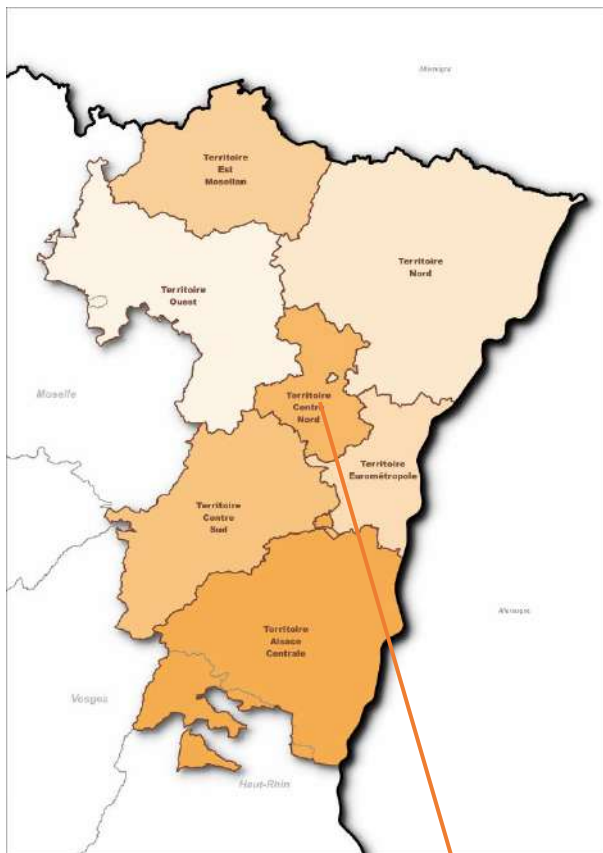 Allemagne
Territoire
Est
Mosellan
Territoire
Nord
Territoire
Ouest
Moselle
Territoire
Centre
Nord
Territoire
Eurométropole
Territoire
Centre
Sud
Allemagne
Territoire
Alsace
Centrale
Vosges
Haut-Rhin